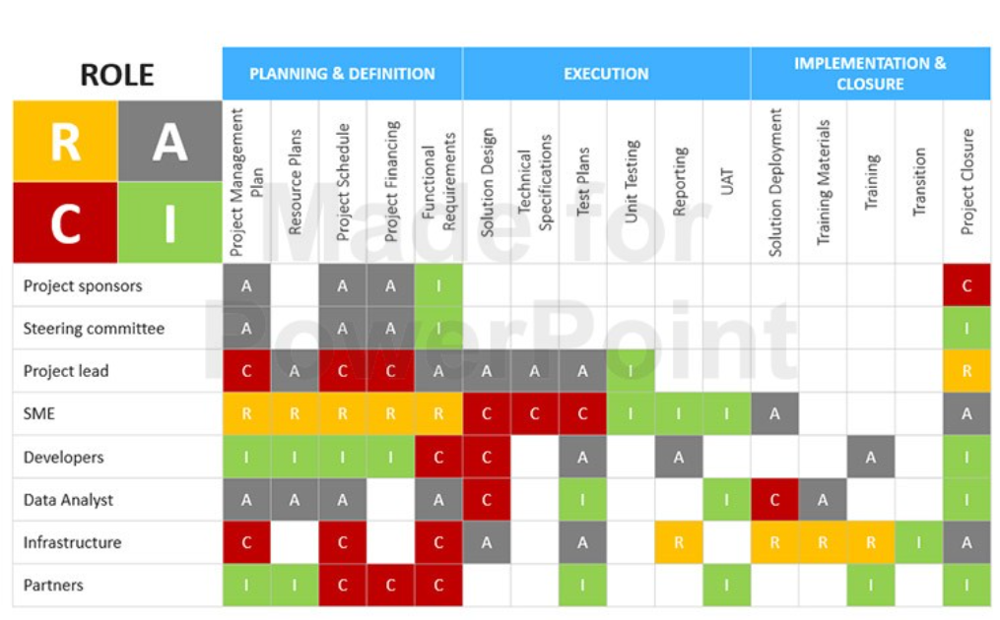 ROLE
PLANNING & DEFINITION
EXECUTION
IMPLEMENTATION &
CLOSURE
R A
C I
Project Management
Plan
Resource Plans
Project Schedule
Project Financing
Functional
Requirements
Solution Design
Technical
Specifications
Test Plans
Unit Testing
Reporting
UAT
Solution Deployment
Training Materials
Training
Transition
Project Closure
Made for
PowerPoint
Project sponsors A A A I C
Steering committee A A A I I
Project lead C A C C A A A A I R
SME R R R R R C C C I I I A A
Developers I I I I C C A A A I
Data Analyst A A A A C I I C A I
Infrastructure C C C A A R R R R I A
Partners I I C C C I I I I